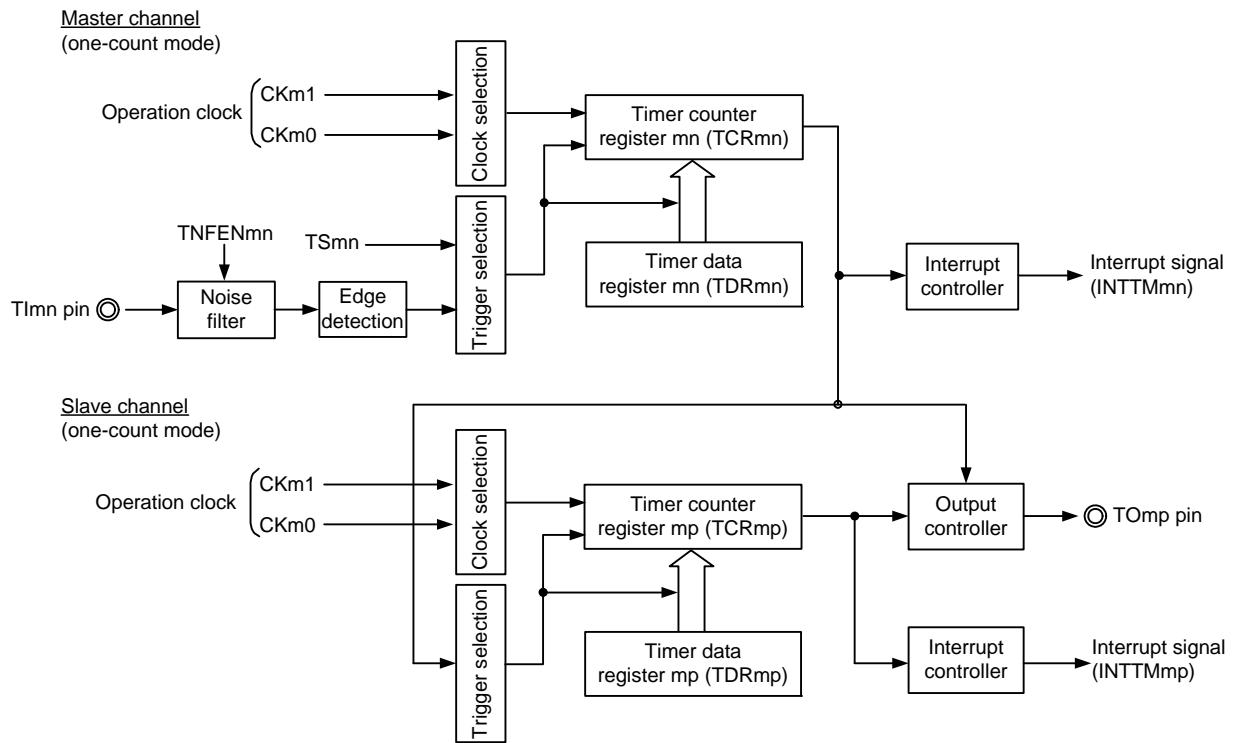 Master channel
(one-count mode)
Operation clock
CKm1
CKm0
Clock selection
Timer counter
register mn (TCRmn)
TNFENmn
TSmn
Trigger selection
Timer data
register mn (TDRmn)
TImn pin
Noise
filter
Edge
detection
Interrupt
controller
Interrupt signal
(INTTMmn)
Slave channel
(one-count mode)
Operation clock
CKm1
CKm0
Clock selection
Timer counter
register mp (TCRmp)
Output
controller
TOmp pin
Trigger selection
Timer data
register mp (TDRmp)
Interrupt
controller
Interrupt signal
(INTTMmp)